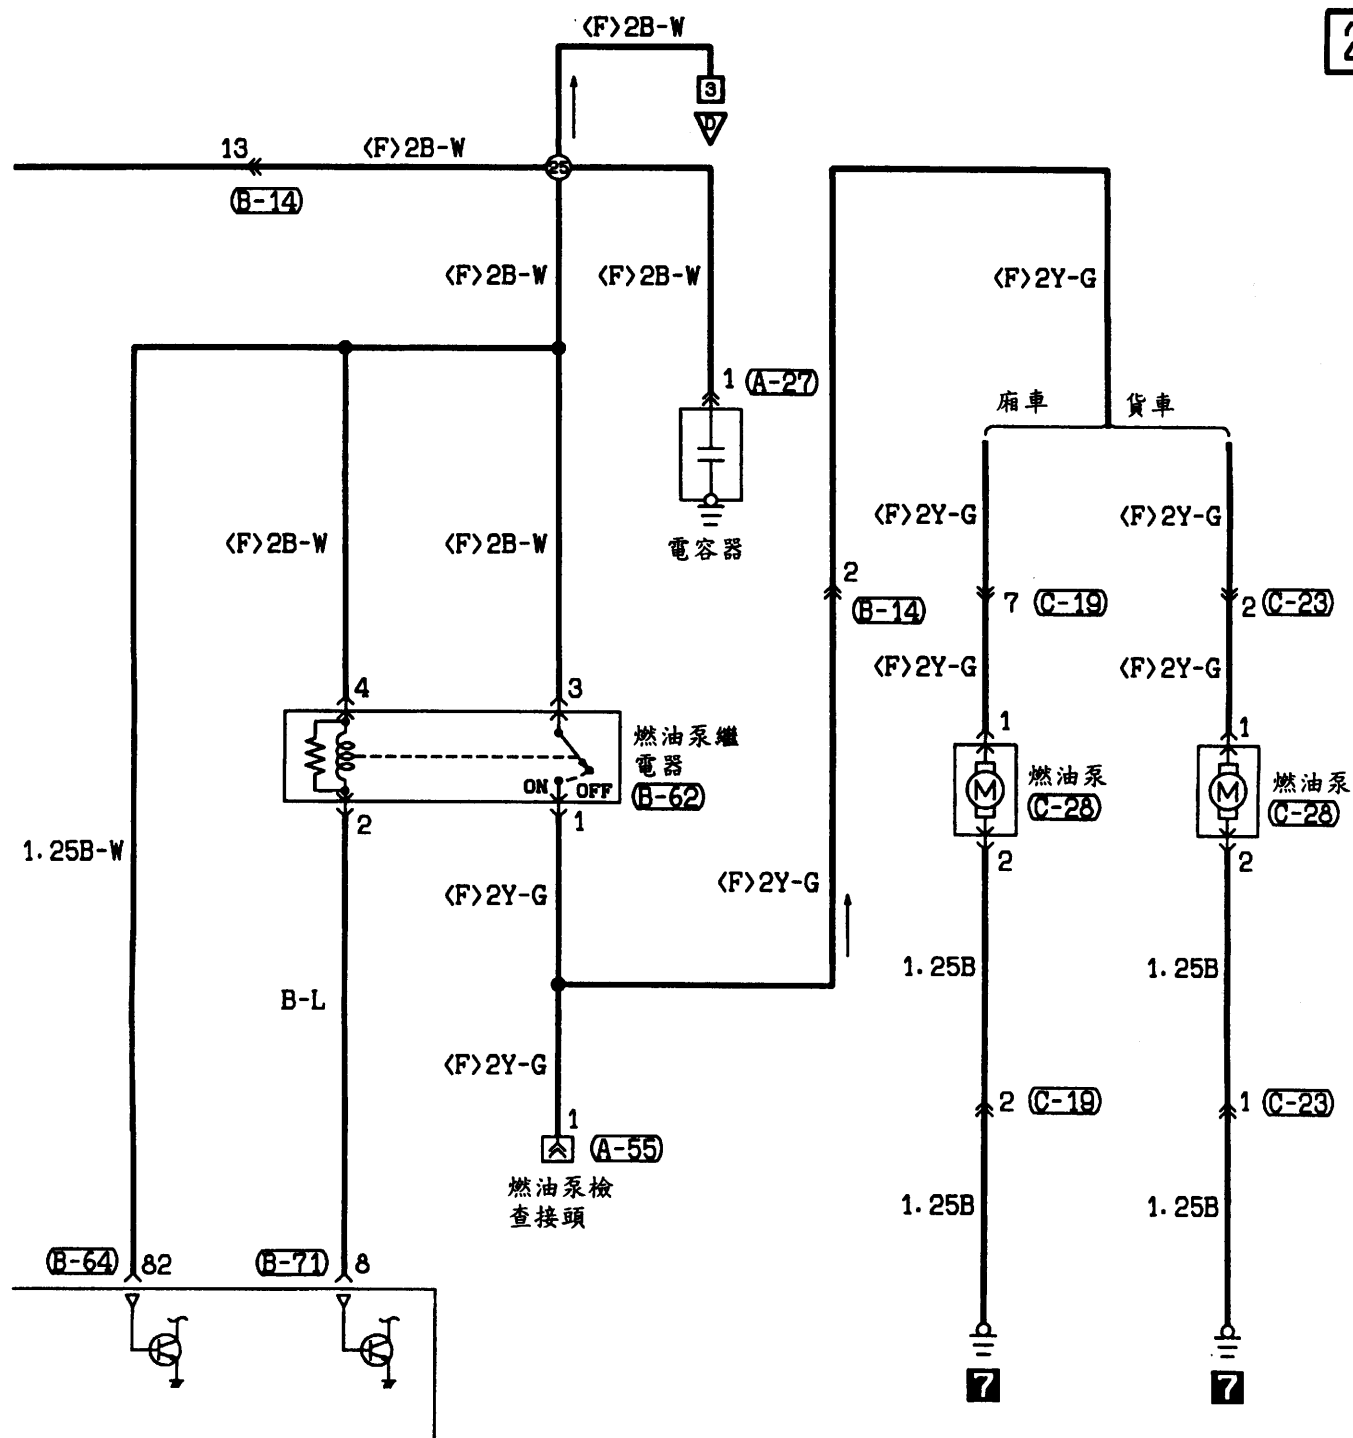 <F>2B-W
2
3
D
13
<F>2B-W
25
(B-14)
<F>2B-W
<F>2B-W
<F>2Y-G
1 (A-27)
廂車
貨車
<F>2B-W
<F>2B-W
電容器
<F>2Y-G
<F>2Y-G
2
(B-14)
7 (C-19)
2 (C-23)
<F>2Y-G
<F>2Y-G
4
3
1
1
燃油泵繼
電器
(B-62)
ON
OFF
M
燃油泵
(C-28)
M
燃油泵
(C-28)
2
1
2
2
1.25B-W
<F>2Y-G
<F>2Y-G
1.25B
1.25B
B-L
<F>2Y-G
1
(A-55)
2 (C-19)
1 (C-23)
燃油泵檢
查接頭
1.25B
1.25B
(B-64) 82
(B-71) 8
7
7